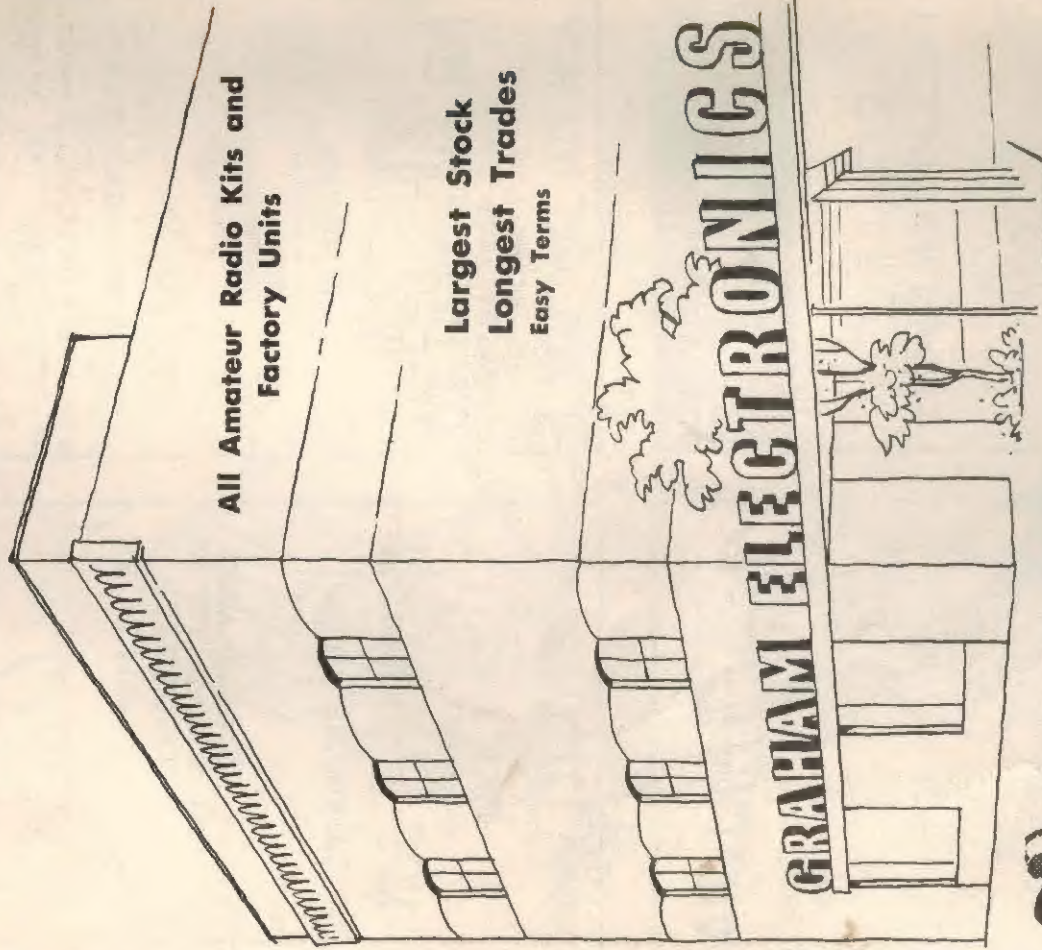 All Amateur Radio Kits and
Factory Units
Largest Stock
Longest Trades
Easy Terms
GRAHAM ELECTRONICS